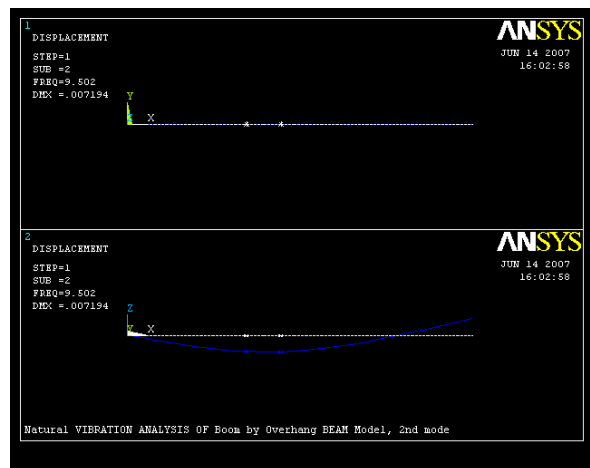 1
DISPLACEMENT
STEP=1
SUB =2
FREQ=9.502
DMX =.007194
ANSYS
JUN 14 2007
16:02:58
Y
X
2
DISPLACEMENT
STEP=1
SUB =2
FREQ=9.502
DMX =.007194
ANSYS
JUN 14 2007
16:02:58
Z
Y X
Natural VIBRATION ANALYSIS OF Boom by Overhang BEAM Model, 2nd mode